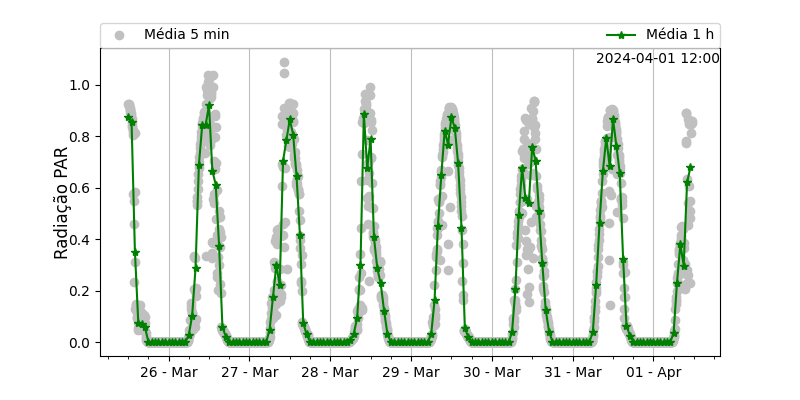 Média 5 min
Média 1 h
2024-04-01 12:00
Radiação PAR
1.0
0.8
0.6
0.4
0.2
0.0
26 - Mar
27 - Mar
28 - Mar
29 - Mar
30 - Mar
31 - Mar
01 - Apr